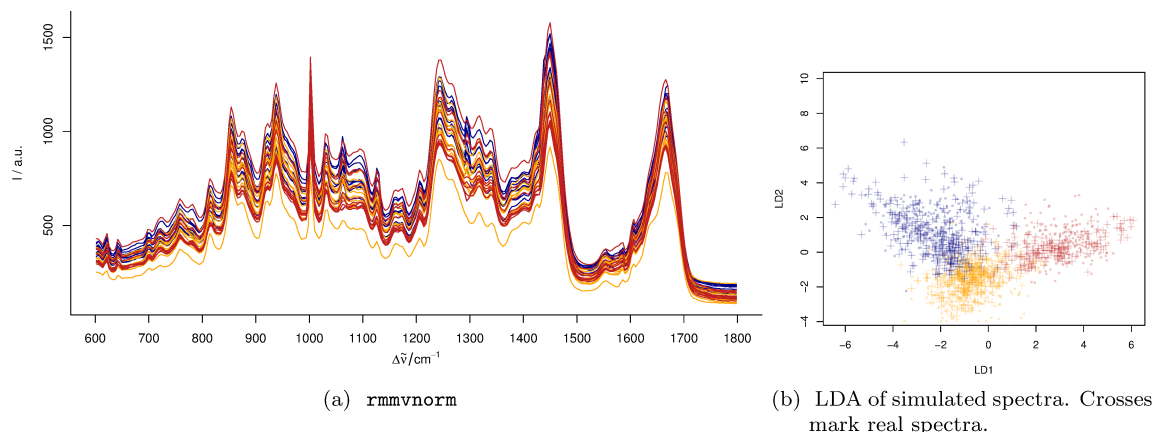 1500
1000
500
I / a.u.
600 700 800 900 1000 1100 1200 1300 1400 1500 1600 1700 1800
Δν̃/cm⁻¹
(a) rmmvnorm
10
8
6
4
2
0
−2
−4
LD2
−6 −4 −2 0 2 4 6
LD1
(b) LDA of simulated spectra. Crosses
mark real spectra.